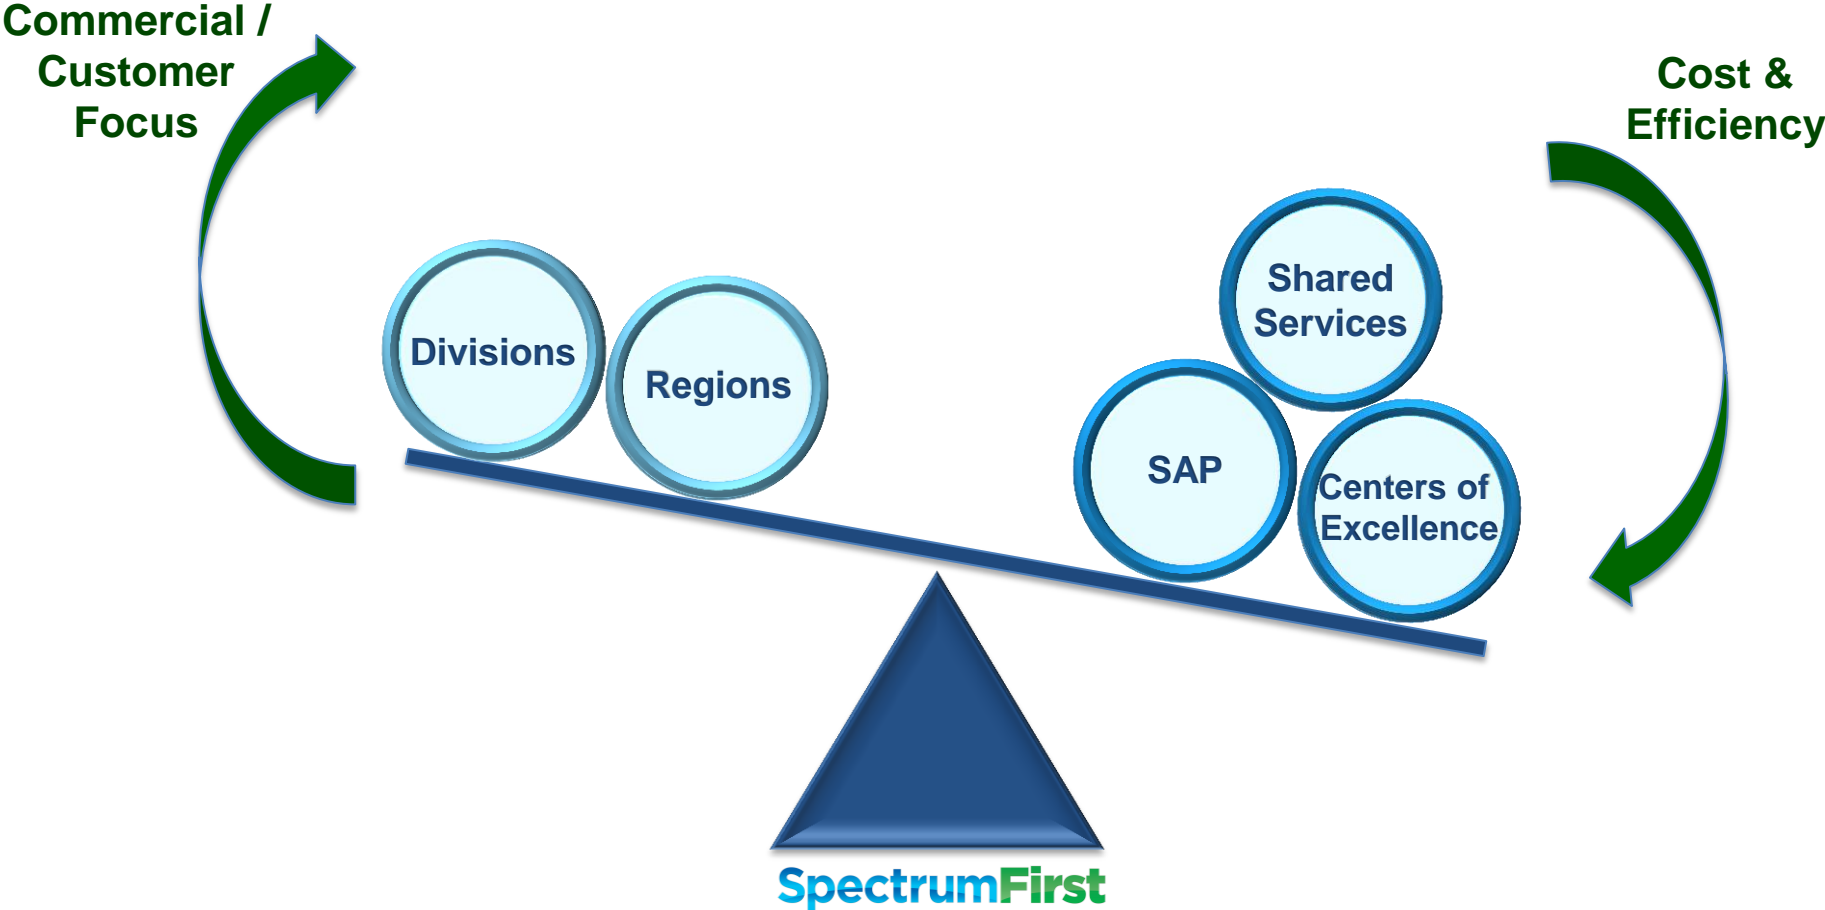 Commercial /
Customer
Focus
Cost &
Efficiency
Divisions
Regions
Shared
Services
SAP
Centers of
Excellence
SpectrumFirst